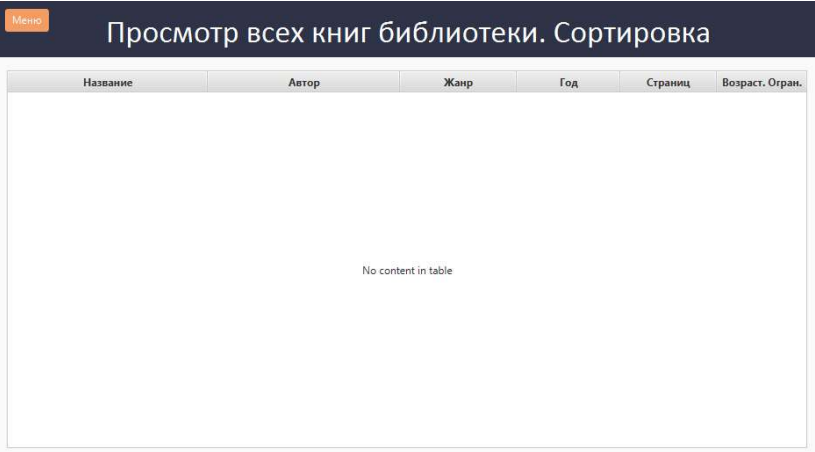 Меню
Просмотр всех книг библиотеки. Сортировка
Название Автор Жанр Год Страниц Возраст. Огран.
No content in table